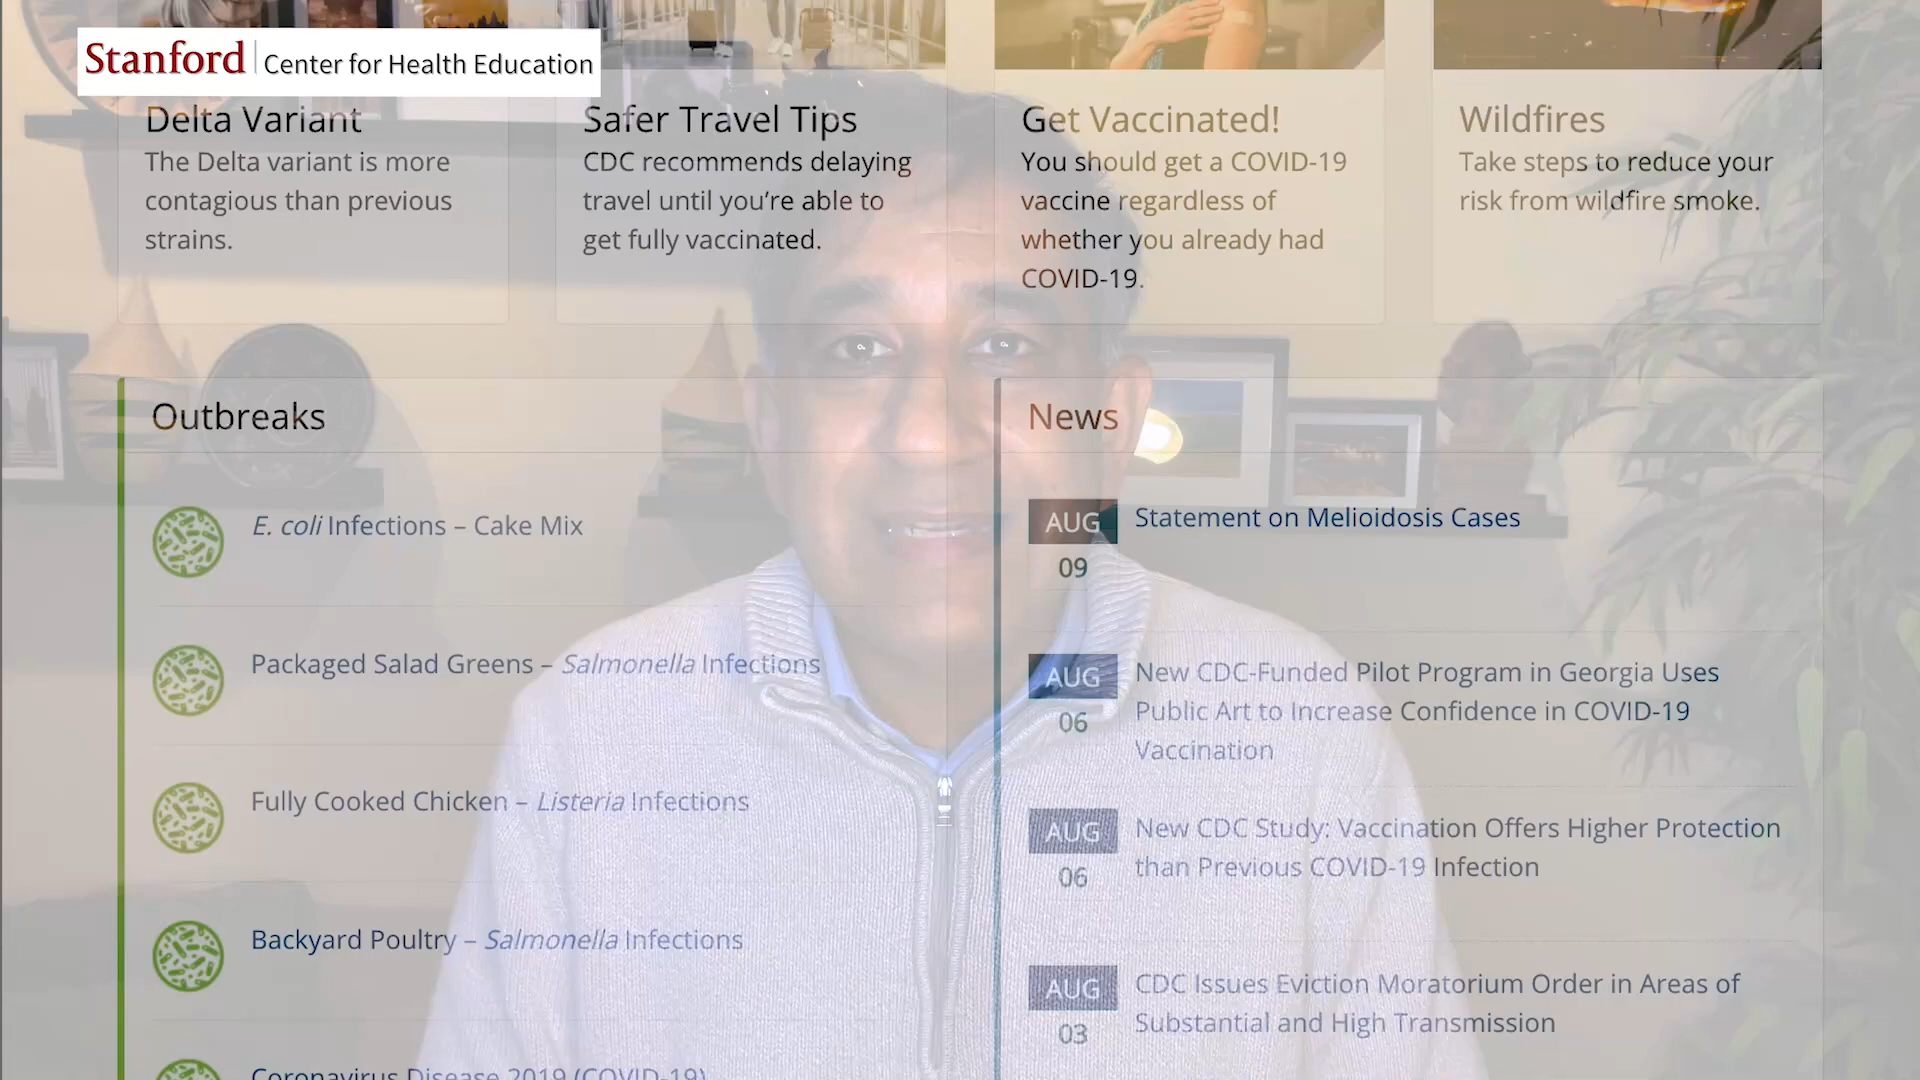 Stanford | Center for Health Education
Delta Variant
The Delta variant is more
contagious than previous
strains.
Safer Travel Tips
CDC recommends delaying
travel until you’re able to
get fully vaccinated.
Get Vaccinated!
You should get a COVID-19
vaccine regardless of
whether you already had
COVID-19.
Wildfires
Take steps to reduce your
risk from wildfire smoke.
Outbreaks
E. coli Infections – Cake Mix
Packaged Salad Greens – Salmonella Infections
Fully Cooked Chicken – Listeria Infections
Backyard Poultry – Salmonella Infections
Coronavirus Disease 2019 (COVID-19)
News
AUG
09
Statement on Melioidosis Cases
AUG
06
New CDC-Funded Pilot Program in Georgia Uses
Public Art to Increase Confidence in COVID-19
Vaccination
AUG
06
New CDC Study: Vaccination Offers Higher Protection
than Previous COVID-19 Infection
AUG
03
CDC Issues Eviction Moratorium Order in Areas of
Substantial and High Transmission